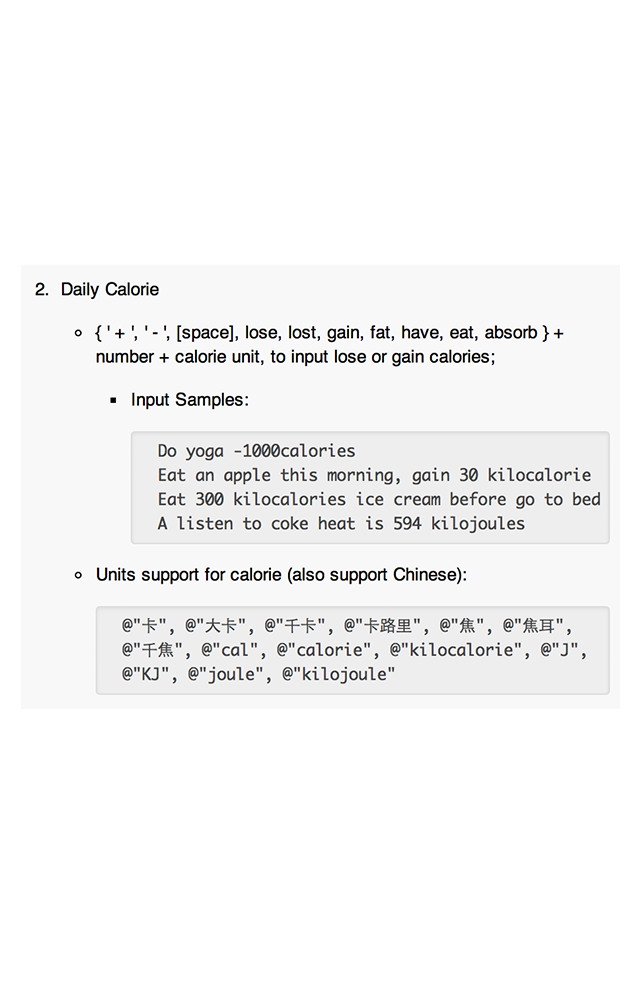 2. Daily Calorie
{ ' + ', ' - ', [space], lose, lost, gain, fat, have, eat, absorb } +
number + calorie unit, to input lose or gain calories;
Input Samples:
Do yoga -1000calories
Eat an apple this morning, gain 30 kilocalorie
Eat 300 kilocalories ice cream before go to bed
A listen to coke heat is 594 kilojoules
Units support for calorie (also support Chinese):
@"卡", @"大卡", @"千卡", @"卡路里", @"焦", @"焦耳",
@"千焦", @"cal", @"calorie", @"kilocalorie", @"J",
@"KJ", @"joule", @"kilojoule"